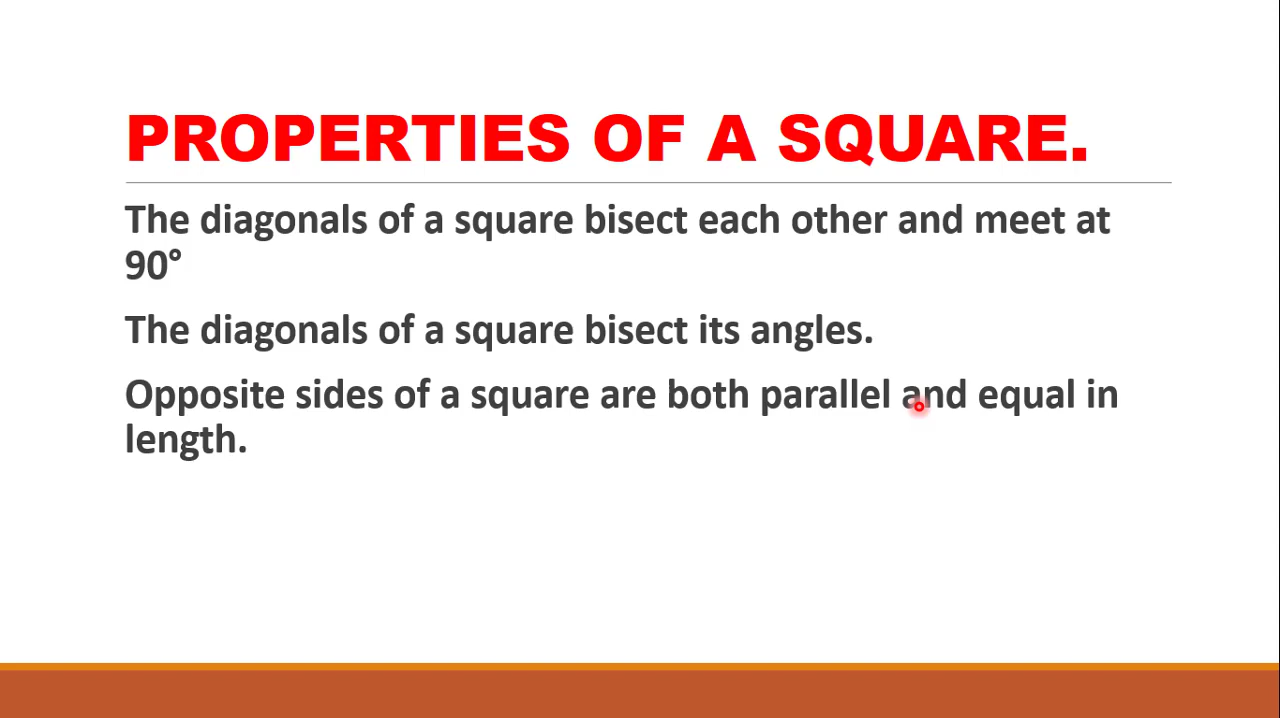 PROPERTIES OF A SQUARE.
The diagonals of a square bisect each other and meet at
90°
The diagonals of a square bisect its angles.
Opposite sides of a square are both parallel and equal in
length.